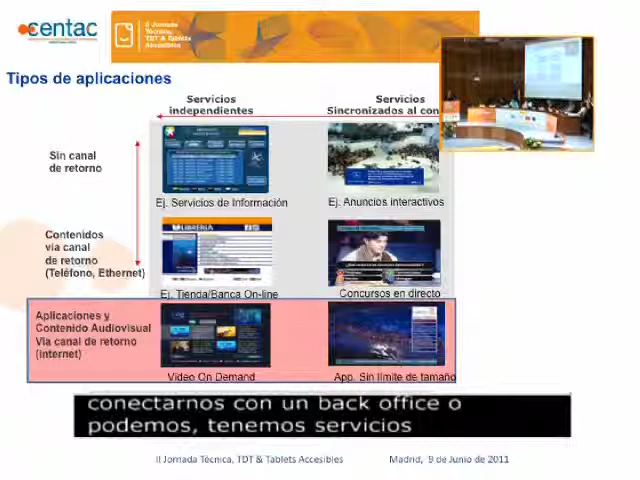 centac
II Jornada
Técnica,
TDT & Tablets
Accesibles
Tipos de aplicaciones
Servicios
independientes
Servicios
Sincronizados al con
Sin canal
de retorno
Ej. Servicios de Información
Ej. Anuncios interactivos
Contenidos
vía canal
de retorno
(Teléfono, Ethernet)
LIBRERIA
Ej. Tienda/Banca On-line
Concursos en directo
Aplicaciones y
Contenido Audiovisual
Via canal de retorno
(Internet)
Video On Demand
App. Sin límite de tamaño
conectarnos con un back office o
podemos, tenemos servicios
II Jornada Técnica, TDT & Tablets Accesibles
Madrid, 9 de Junio de 2011